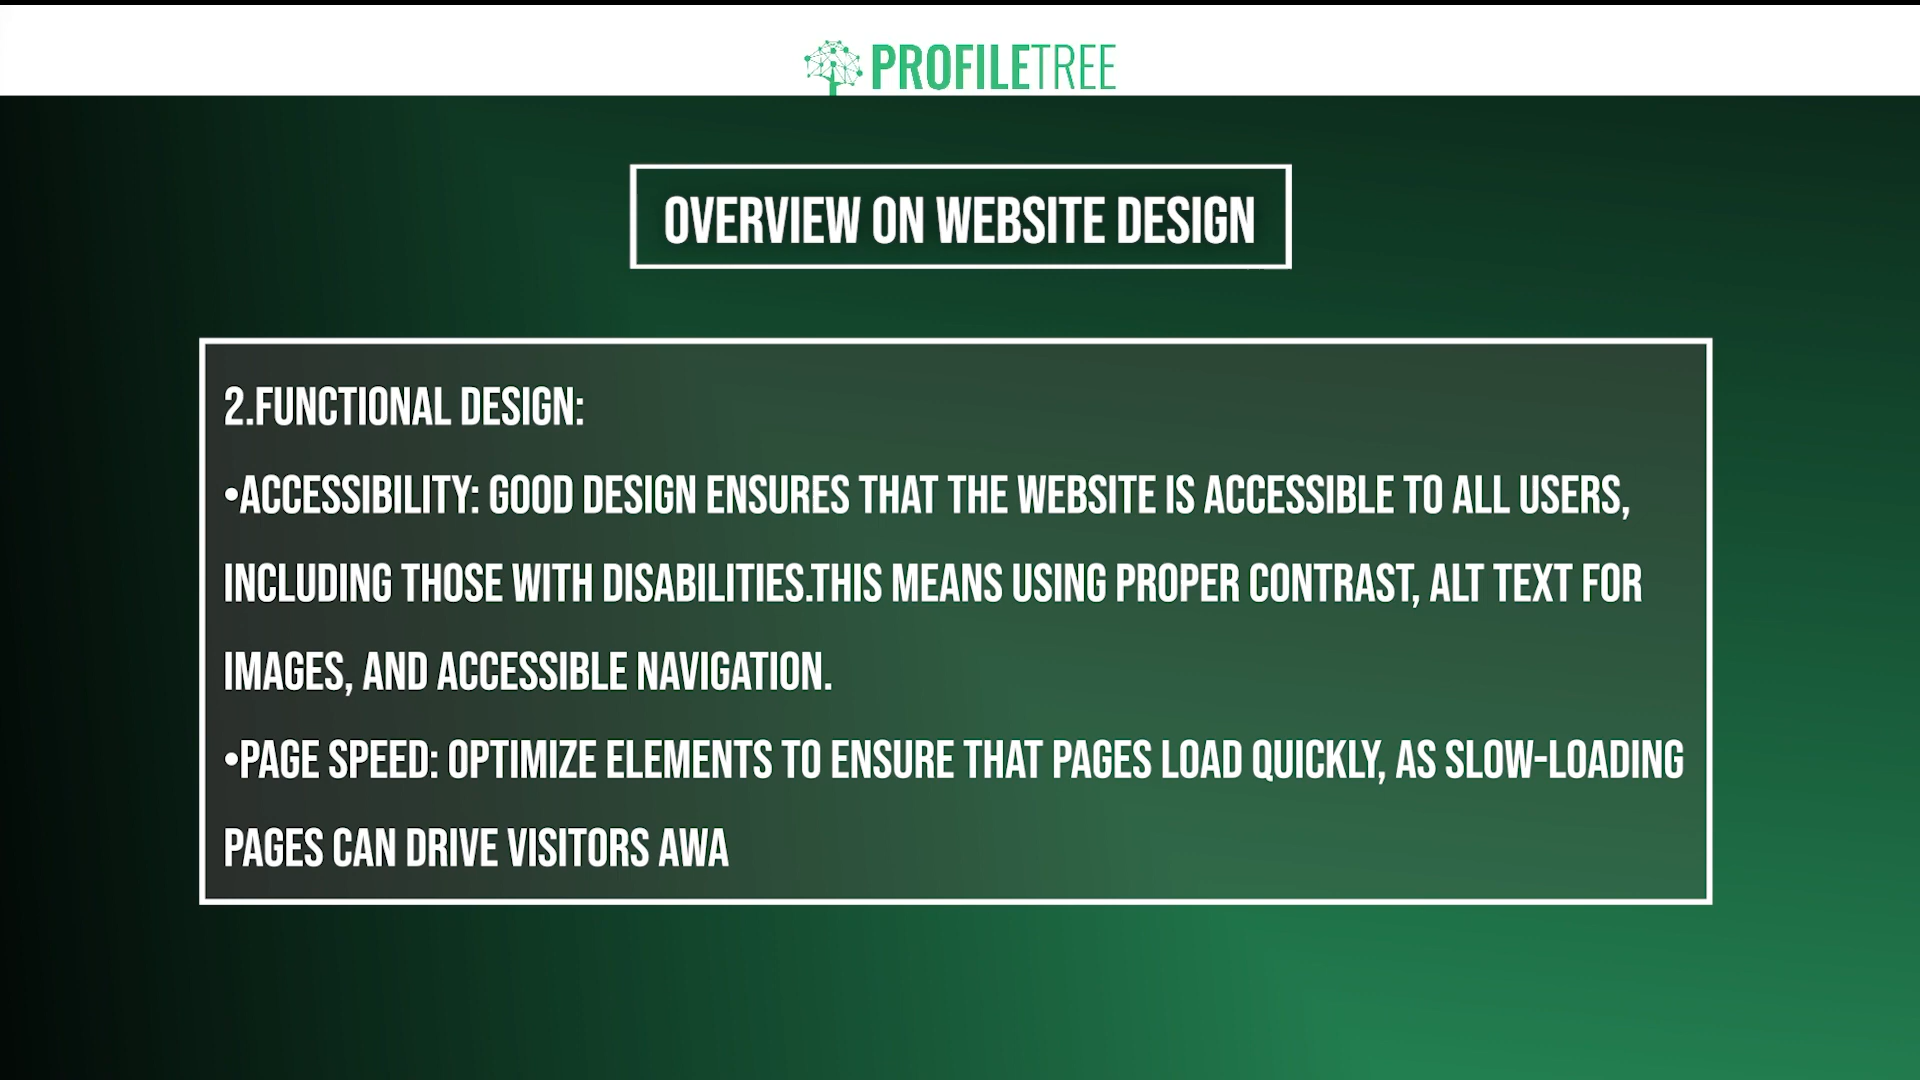 PROFILETREE
OVERVIEW ON WEBSITE DESIGN
2.FUNCTIONAL DESIGN:
•ACCESSIBILITY: GOOD DESIGN ENSURES THAT THE WEBSITE IS ACCESSIBLE TO ALL USERS,
INCLUDING THOSE WITH DISABILITIES.THIS MEANS USING PROPER CONTRAST, ALT TEXT FOR
IMAGES, AND ACCESSIBLE NAVIGATION.
•PAGE SPEED: OPTIMIZE ELEMENTS TO ENSURE THAT PAGES LOAD QUICKLY, AS SLOW-LOADING
PAGES CAN DRIVE VISITORS AWA